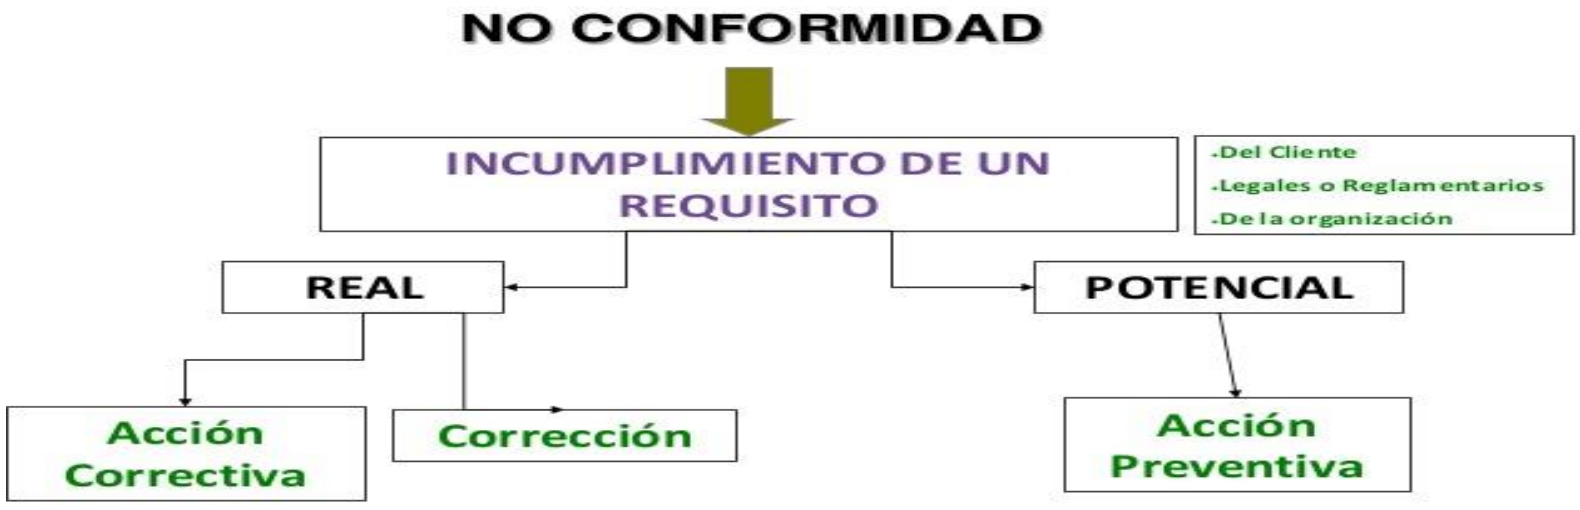 NO CONFORMIDAD
INCUMPLIMIENTO DE UN
REQUISITO
.Del Cliente
.Legales o Reglamentarios
.De la organización
REAL
POTENCIAL
Acción
Correctiva
Corrección
Acción
Preventiva